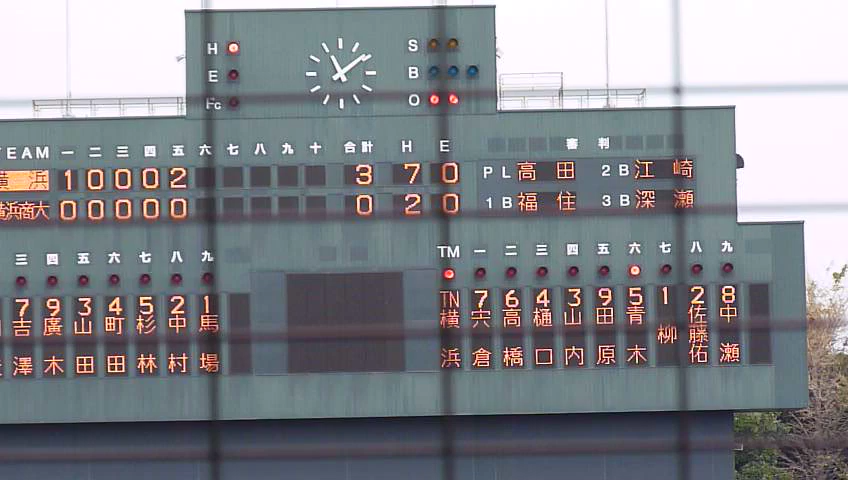 H S
E B
Fc O
TEAM 一 二 三 四 五 六 七 八 九 十 合計 H E 審判
横浜 1 0 0 0 2 3 7 0 PL 高田 2B 江崎
横浜商大 0 0 0 0 0 0 2 0 1B 福住 3B 深瀬
三 四 五 六 七 八 九 TM 一 二 三 四 五 六 七 八 九
7 9 3 4 5 2 1 TN 7 6 4 3 9 5 1 2 8
吉澤 廣木 山田 町田 杉林 中村 馬場 横浜 宍倉 高橋 樋口 山内 田原 青木 柳 佐藤佑 中瀬